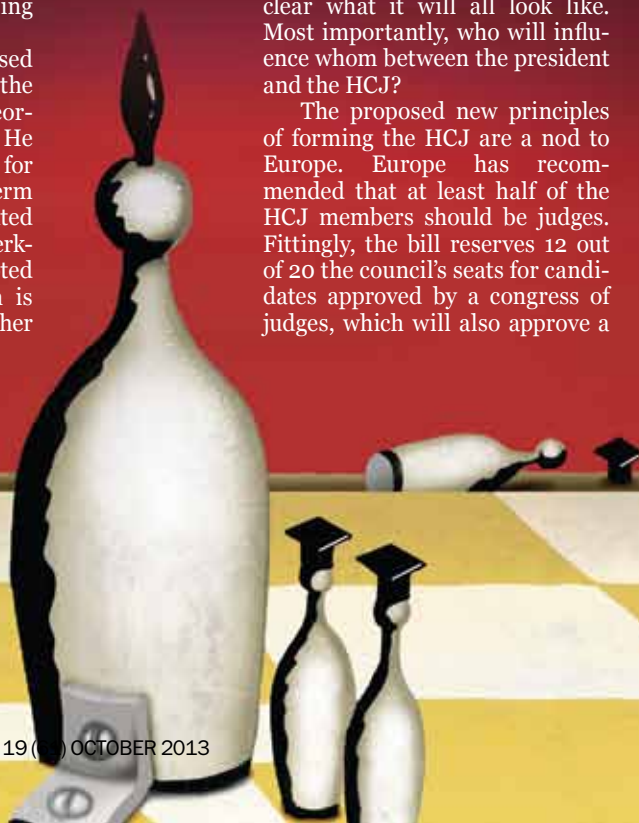 ing
sed
the
eor-
He
for
erm
ted
erk-
ted
is
her
clear what it will all look like.
Most importantly, who will influ-
ence whom between the president
and the HCJ?
The proposed new principles
of forming the HCJ are a nod to
Europe. Europe has recom-
mended that at least half of the
HCJ members should be judges.
Fittingly, the bill reserves 12 out
of 20 the council's seats for candi-
dates approved by a congress of
judges, which will also approve a
19 OCTOBER 2013